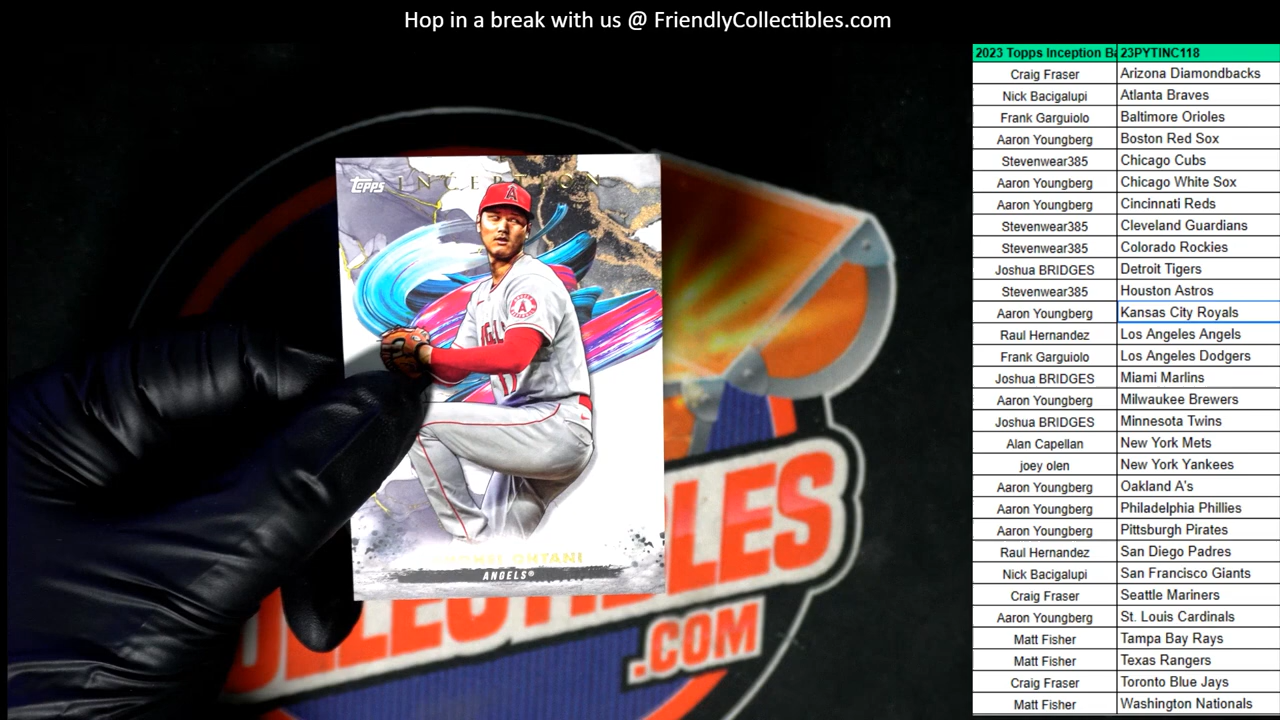 Hop in a break with us @ FriendlyCollectibles.com
2023 Topps Inception Ba 23PYTINC118
Craig Fraser Arizona Diamondbacks
Nick Bacigalupi Atlanta Braves
Frank Garguiolo Baltimore Orioles
Aaron Youngberg Boston Red Sox
Stevenwear385 Chicago Cubs
Aaron Youngberg Chicago White Sox
Aaron Youngberg Cincinnati Reds
Stevenwear385 Cleveland Guardians
Stevenwear385 Colorado Rockies
Joshua BRIDGES Detroit Tigers
Stevenwear385 Houston Astros
Aaron Youngberg Kansas City Royals
Raul Hernandez Los Angeles Angels
Frank Garguiolo Los Angeles Dodgers
Joshua BRIDGES Miami Marlins
Aaron Youngberg Milwaukee Brewers
Joshua BRIDGES Minnesota Twins
Alan Capellan New York Mets
joey olen New York Yankees
Aaron Youngberg Oakland A's
Aaron Youngberg Philadelphia Phillies
Aaron Youngberg Pittsburgh Pirates
Raul Hernandez San Diego Padres
Nick Bacigalupi San Francisco Giants
Craig Fraser Seattle Mariners
Aaron Youngberg St. Louis Cardinals
Matt Fisher Tampa Bay Rays
Matt Fisher Texas Rangers
Craig Fraser Toronto Blue Jays
Matt Fisher Washington Nationals
Topps INCEPTION
A
A
17
OHTANI
ANGELS®
.COM